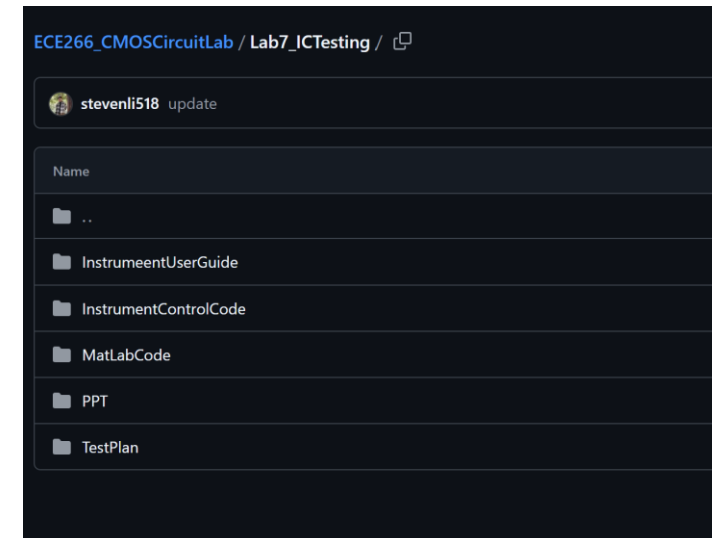 ECE266_CMOSCircuitLab / Lab7_ICTesting /
stevenli518 update
Name
..
InstrumeentUserGuide
InstrumentControlCode
MatLabCode
PPT
TestPlan